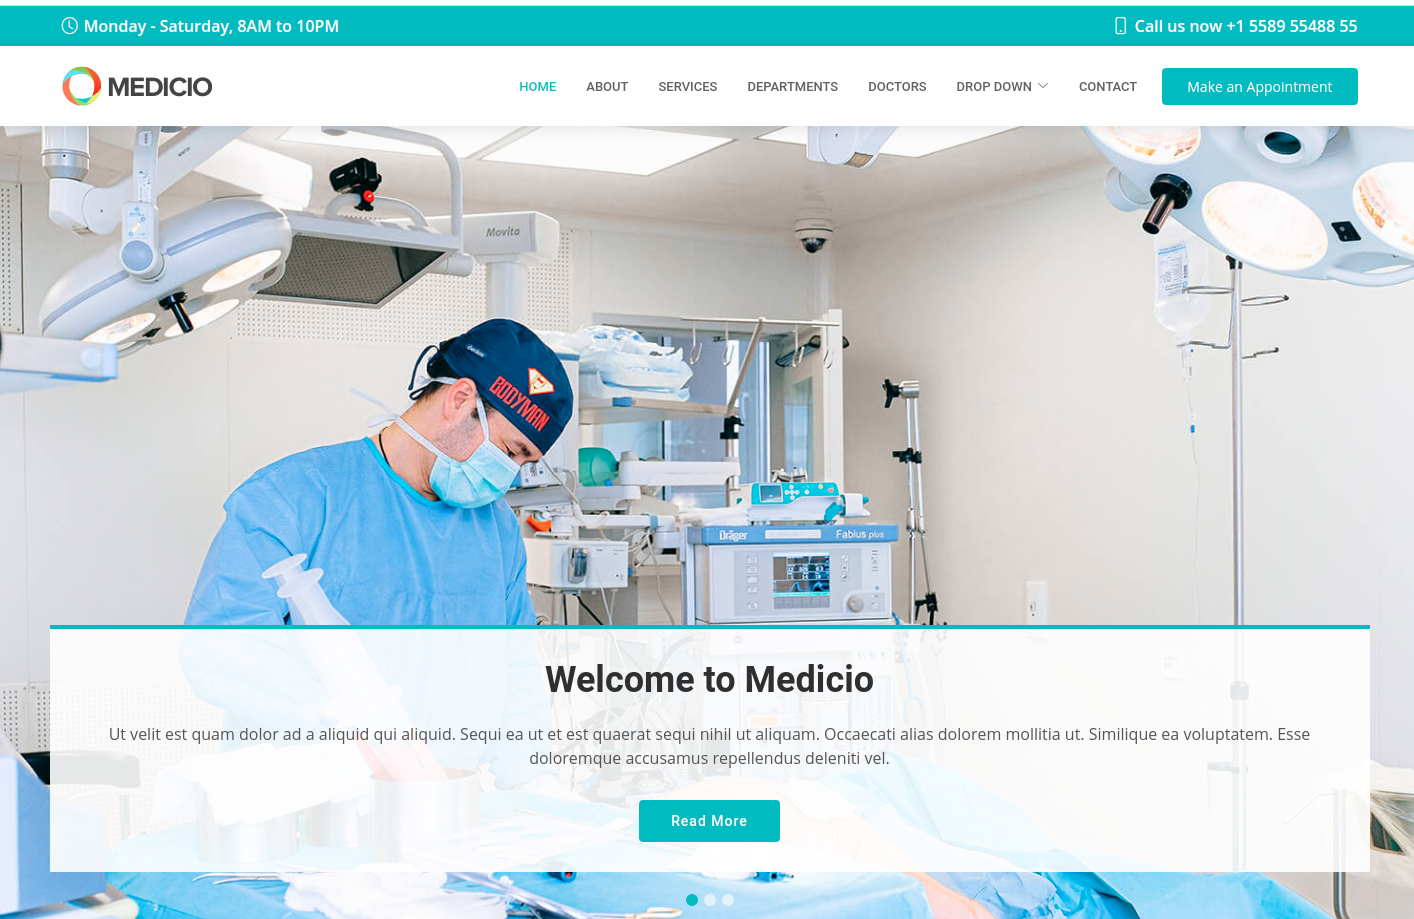 Monday - Saturday, 8AM to 10PM
Call us now +1 5589 55488 55
MEDICIO
HOME
ABOUT
SERVICES
DEPARTMENTS
DOCTORS
DROP DOWN
CONTACT
Make an Appointment
Movita
BODYMAN
Dräger
Fabius plus
Welcome to Medicio
Ut velit est quam dolor ad a aliquid qui aliquid. Sequi ea ut et est quaerat sequi nihil ut aliquam. Occaecati alias dolorem mollitia ut. Similique ea voluptatem. Esse
doloremque accusamus repellendus deleniti vel.
Read More